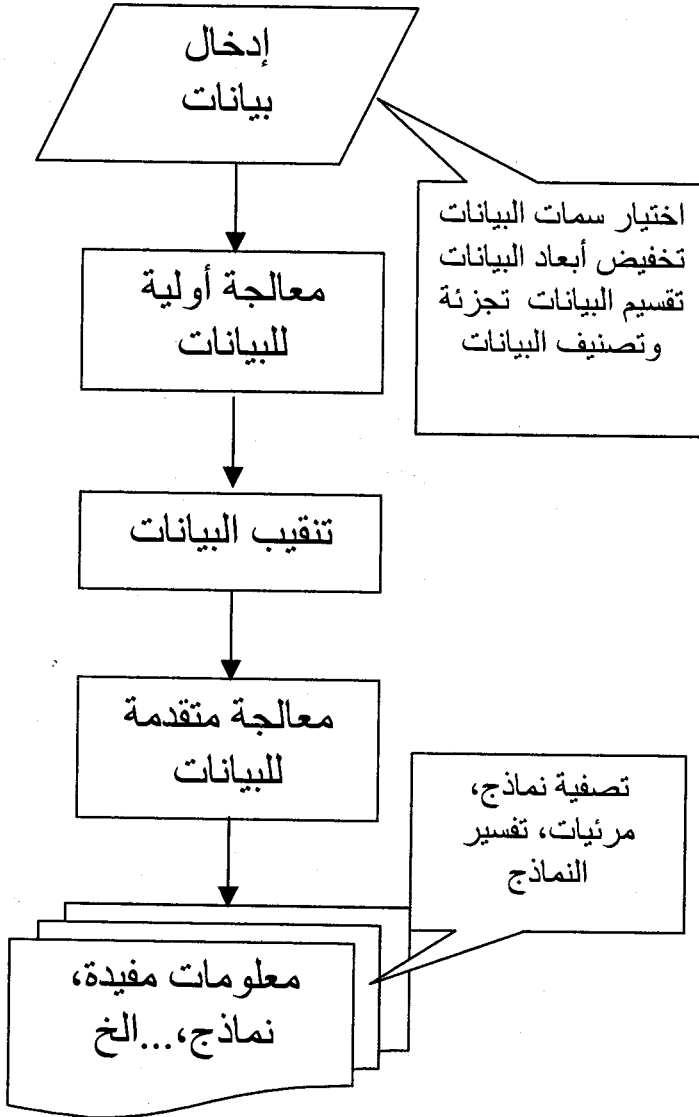 إدخال
بيانات
اختيار سمات البيانات
تخفيض أبعاد البيانات
تقسيم البيانات تجزئة
وتصنيف البيانات
معالجة أولية
للبيانات
تنقيب البيانات
معالجة متقدمة
للبيانات
تصفية نماذج،
مرئيات، تفسير
النماذج
معلومات مفيدة،
نماذج،...الخ